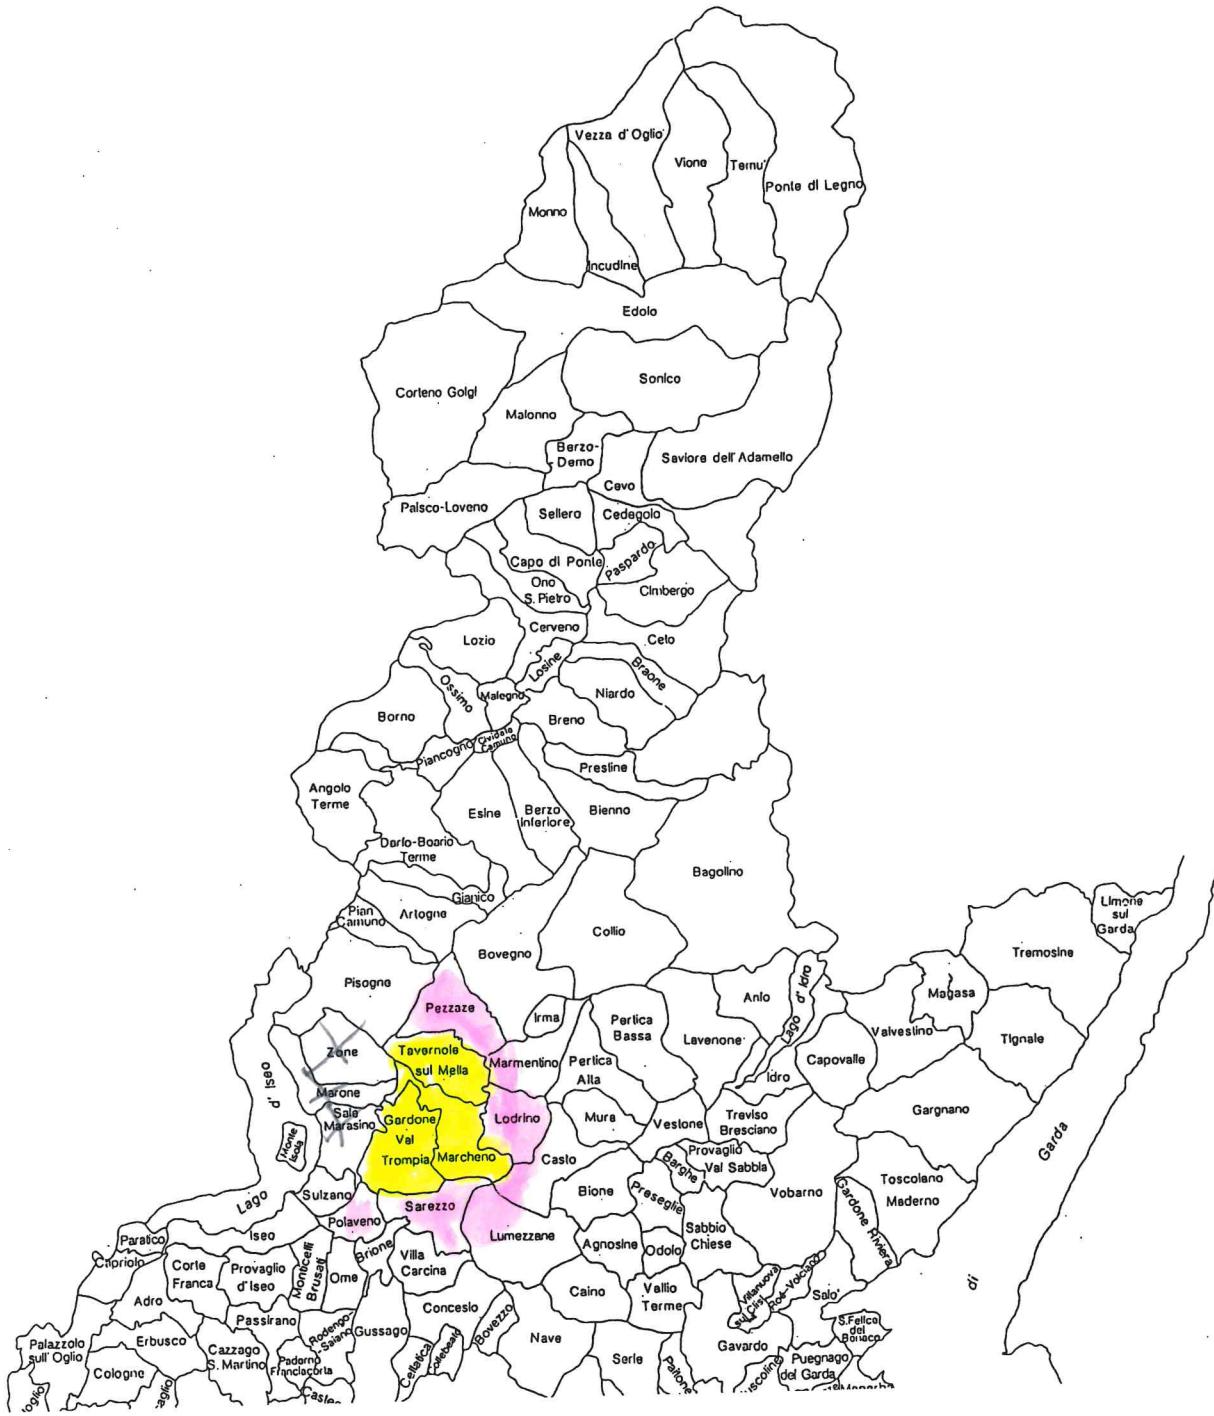 Vezza d'Oglio
Vione
Temu'
Ponte di Legno
Monno
Incudine
Edolo
Sonico
Corteno Golgi
Malonno
Berzo-
Demo
Saviore dell'Adamello
Cevo
Paisco-Loveno
Sellero
Cedegolo
Capo di Ponte
Paspardo
Ono
S. Pietro
Cimbergo
Cerveno
Lozio
Ceto
Losine
Braone
Ossimo
Malegno
Niardo
Borno
Breno
Cividate
Camuno
Piancogno
Prestine
Angolo
Terme
Esine
Berzo
Inferiore
Bienno
Darfo-Boario
Terme
Bagolino
Gianico
Artogne
Pian
Camuno
Limone
sul
Garda
Collio
Bovegno
Tremosine
Pisogne
Pezzaze
Anfo
Lago d' Idro
Magasa
Irma
Pertica
Bassa
Valvestino
Tignale
Lavenone
Zone
Tavernole
sul Mella
Marmentino
Pertica
Alta
Capovalle
Idro
d' Iseo
Marone
Sale
Marasino
Gardone
Val
Trompia
Lodrino
Mura
Vestone
Treviso
Bresciano
Gargnano
Garda
Monte
Isola
Marcheno
Casto
Barghe
Provaglio
Val Sabbia
Toscolano
Maderno
Lago
Sulzano
Bione
Preseglie
Vobarno
Gardone Riviera
Polaveno
Sarezzo
Lumezzane
Sabbio
Chiese
Paratico
Iseo
Agnosine
Odolo
Capriolo
Corte
Franca
Provaglio
d' Iseo
Monticelli
Brusati
Ome
Brione
Villa
Carcina
Caino
Vallio
Terme
Villanuova
sul Clisi
Roé-Volciano
Salo'
di
Adro
Passirano
Rodengo-
Saiano
Gussago
Concesio
Bovezzo
Cellatica
Collebeato
Nave
Serle
Paitone
Gavardo
S.Felice
del
Benaco
Palazzolo
sull' Oglio
Erbusco
Cologne
Cazzago
S. Martino
Paderno
Franciacorta
Puegnago
del Garda